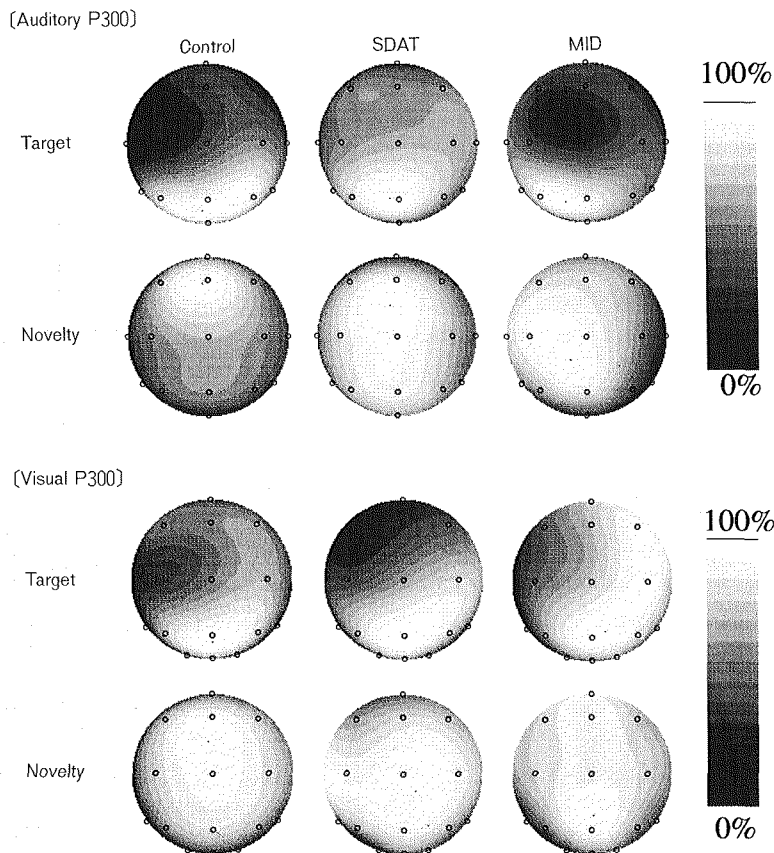 〔Auditory P300〕
Control SDAT MID
100%
Target
Novelty
0%
〔Visual P300〕
100%
Target
Novelty
0%